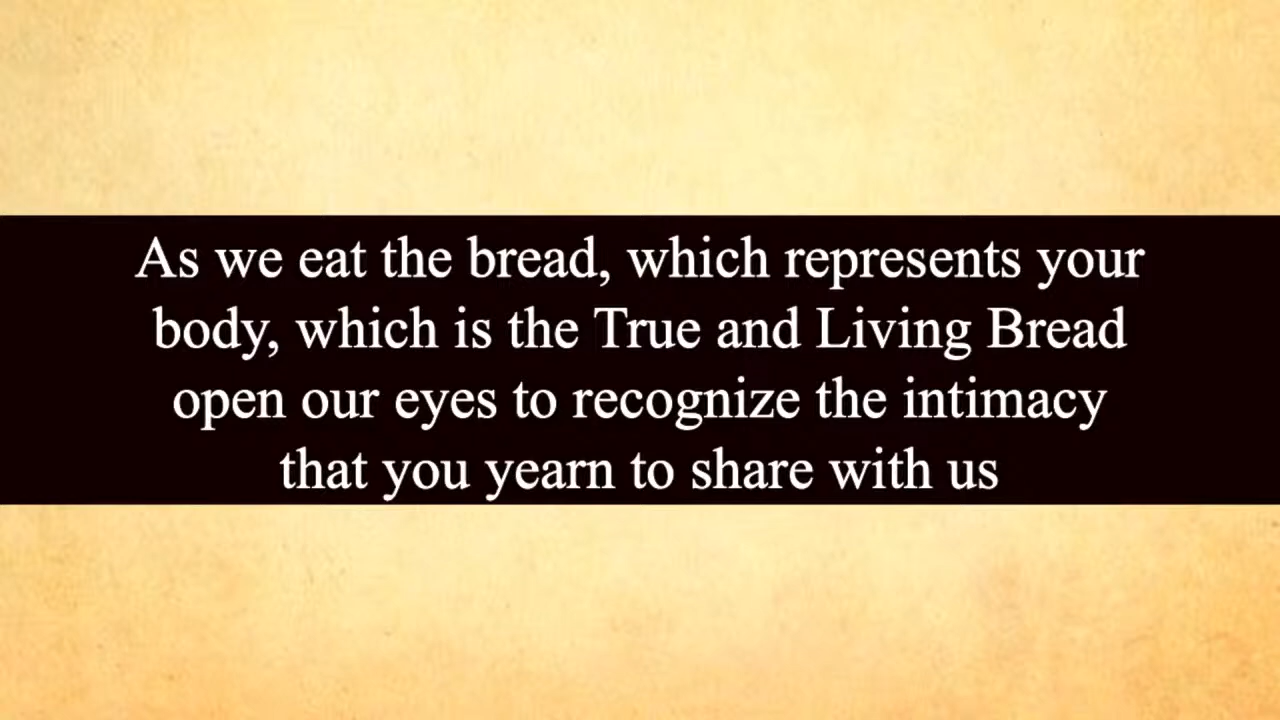 As we eat the bread, which represents your
body, which is the True and Living Bread
open our eyes to recognize the intimacy
that you yearn to share with us